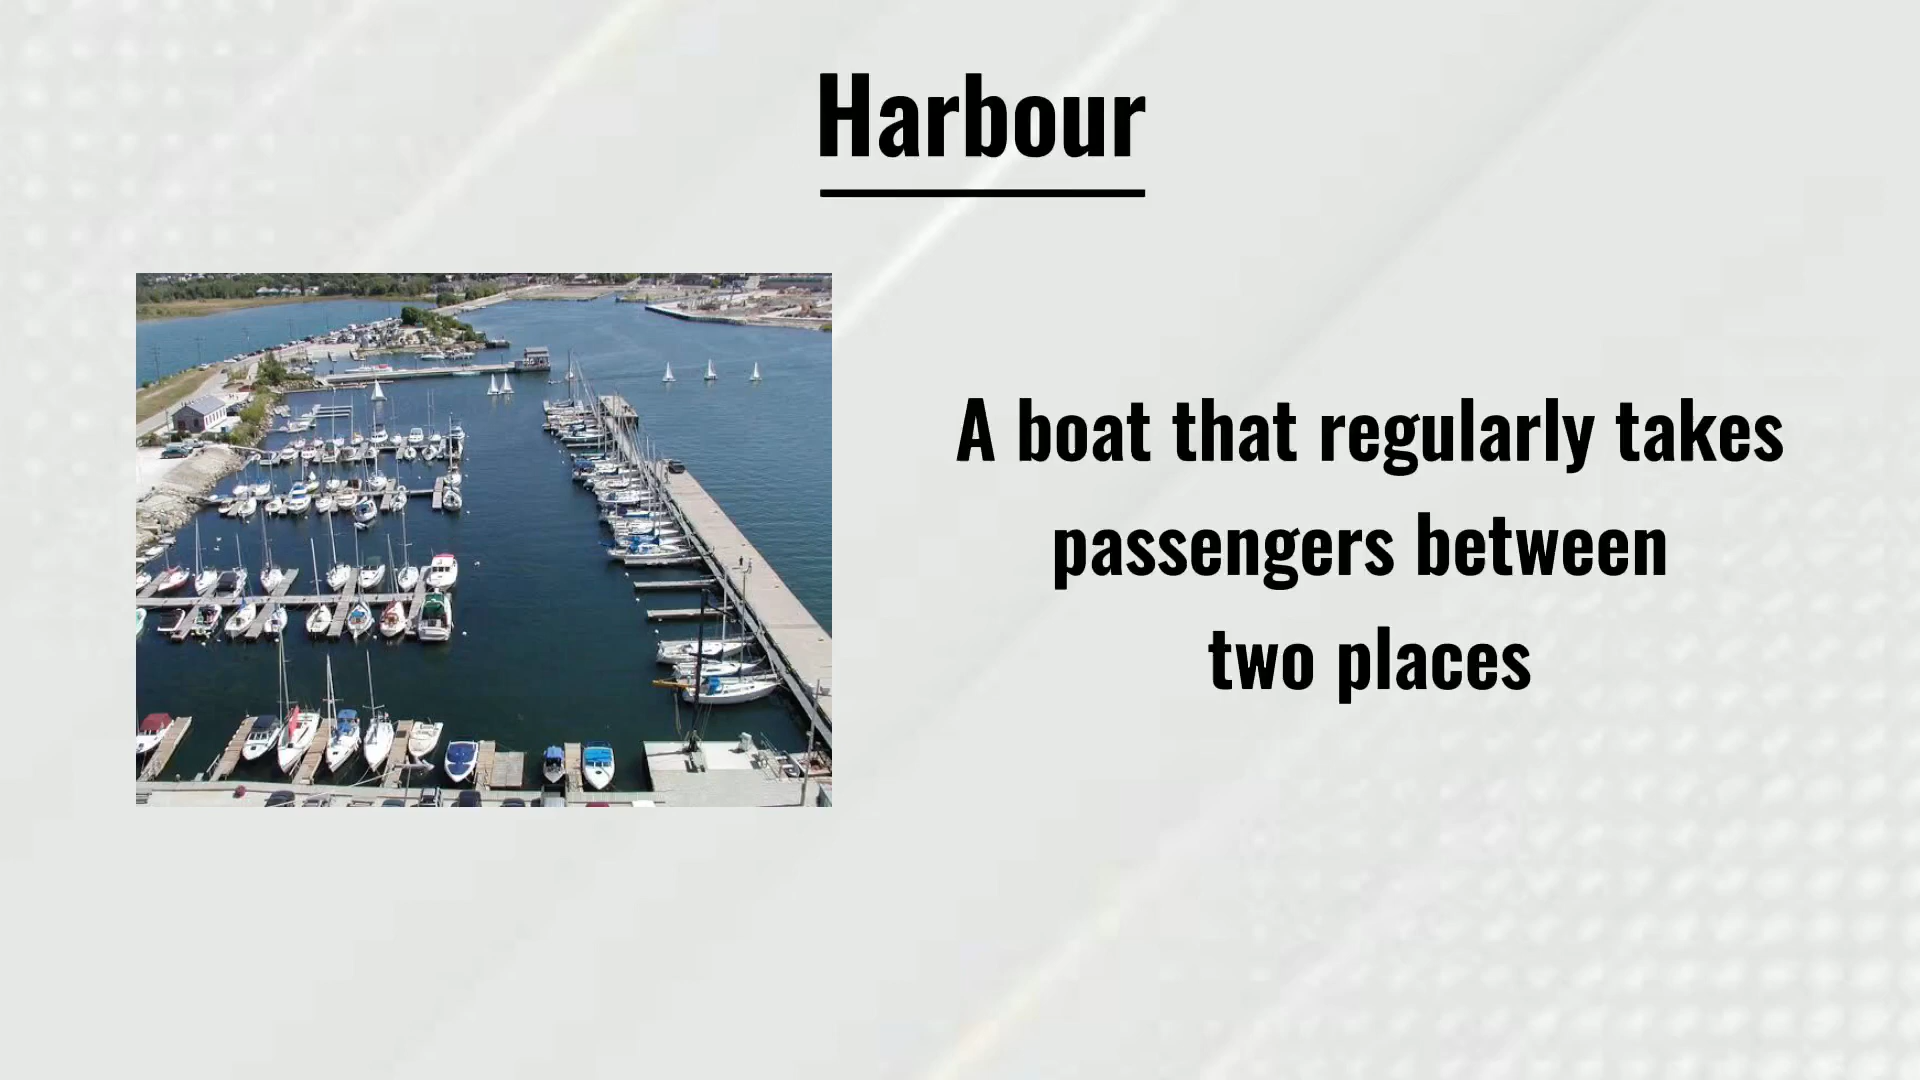 Harbour
A boat that regularly takes
passengers between
two places